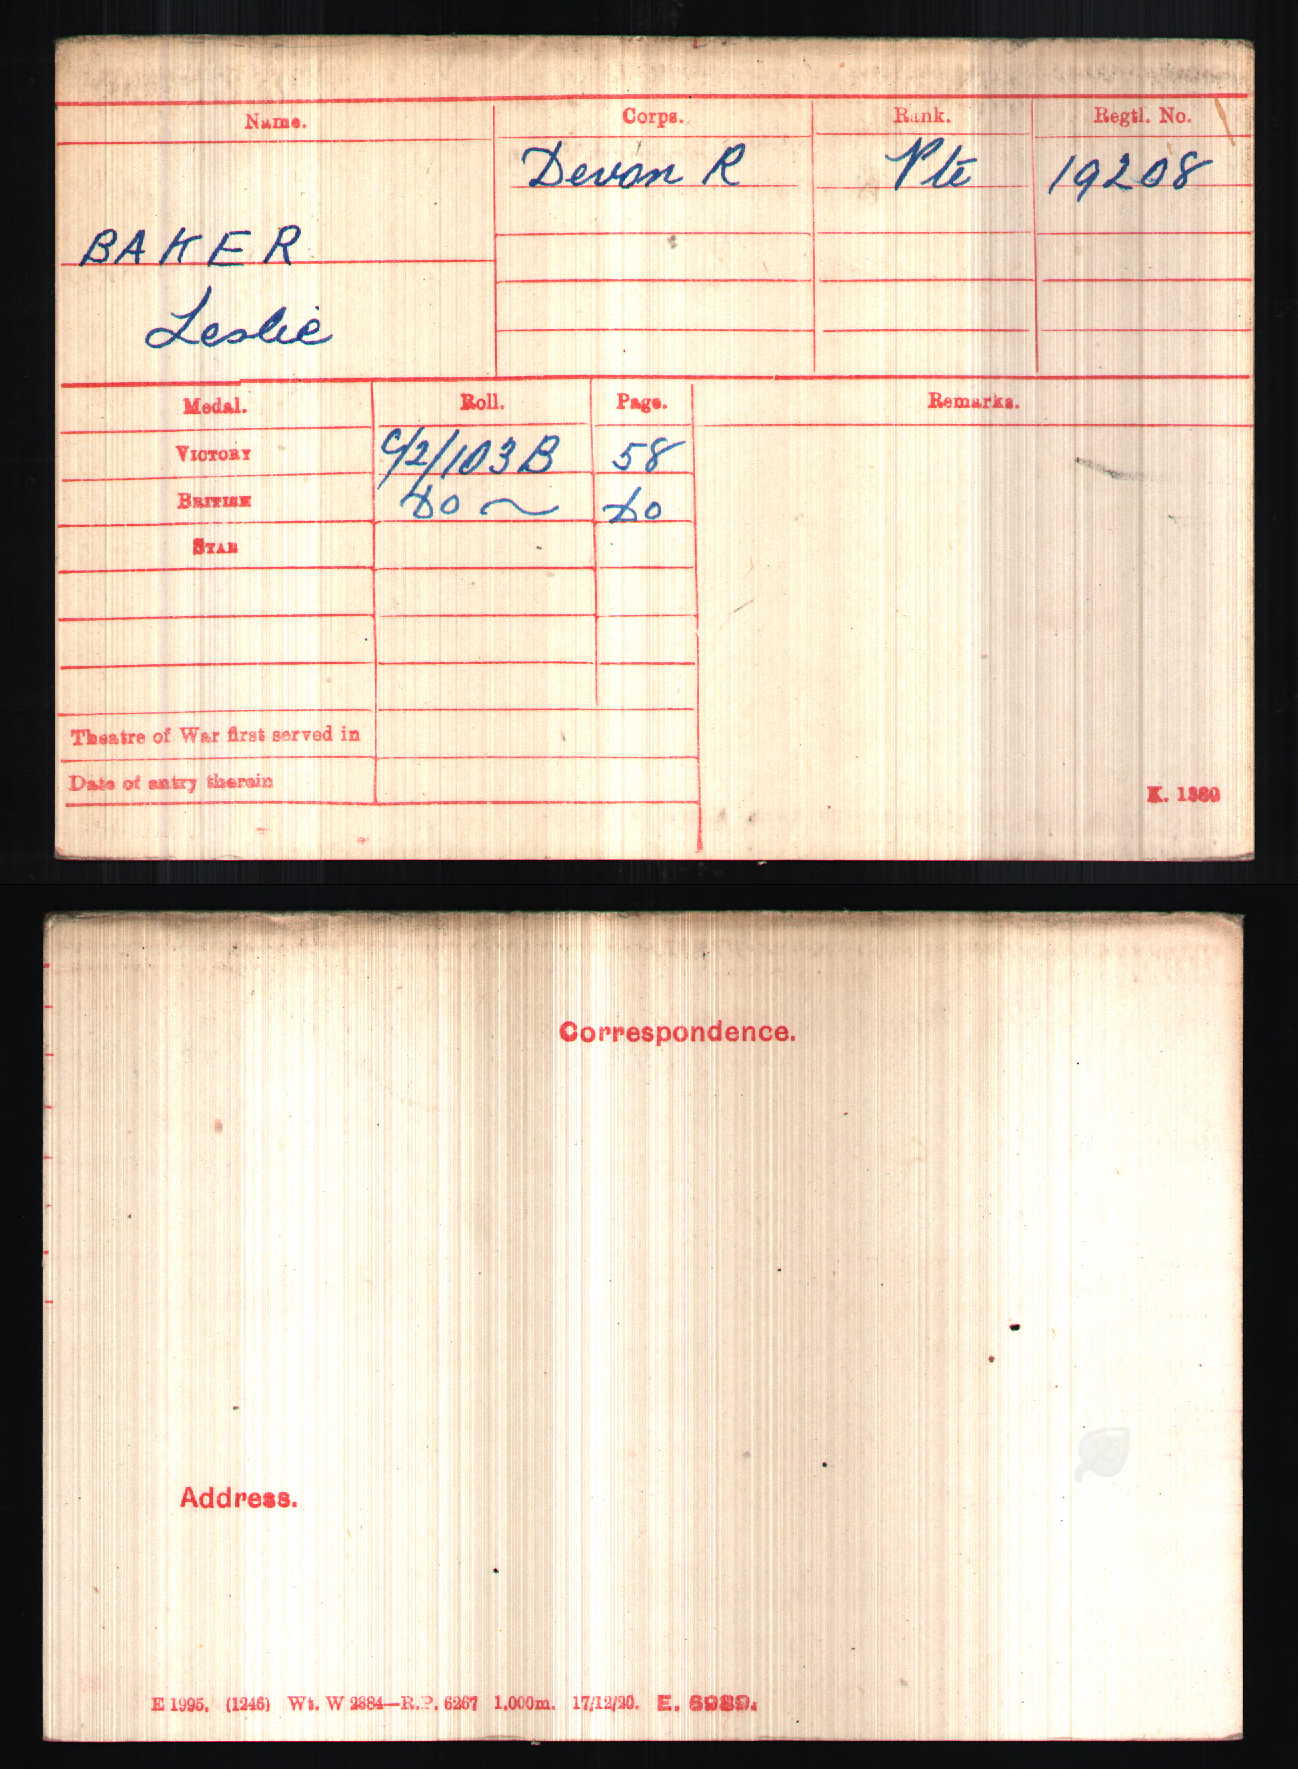 Name. Corps. Rank. Regtl. No.
Devon R Pte 19208
BAKER
Leslie
Medal. Roll. Page. Remarks.
VICTORY C/2/103B 58
BRITISH Do ~ Do
STAR
Theatre of War first served in
Date of entry therein
K. 1380
Correspondence.
Address.
E 1995. (1246) Wt. W 2884—R.P. 6267 1,000m. 17/12/20. E. 6989.